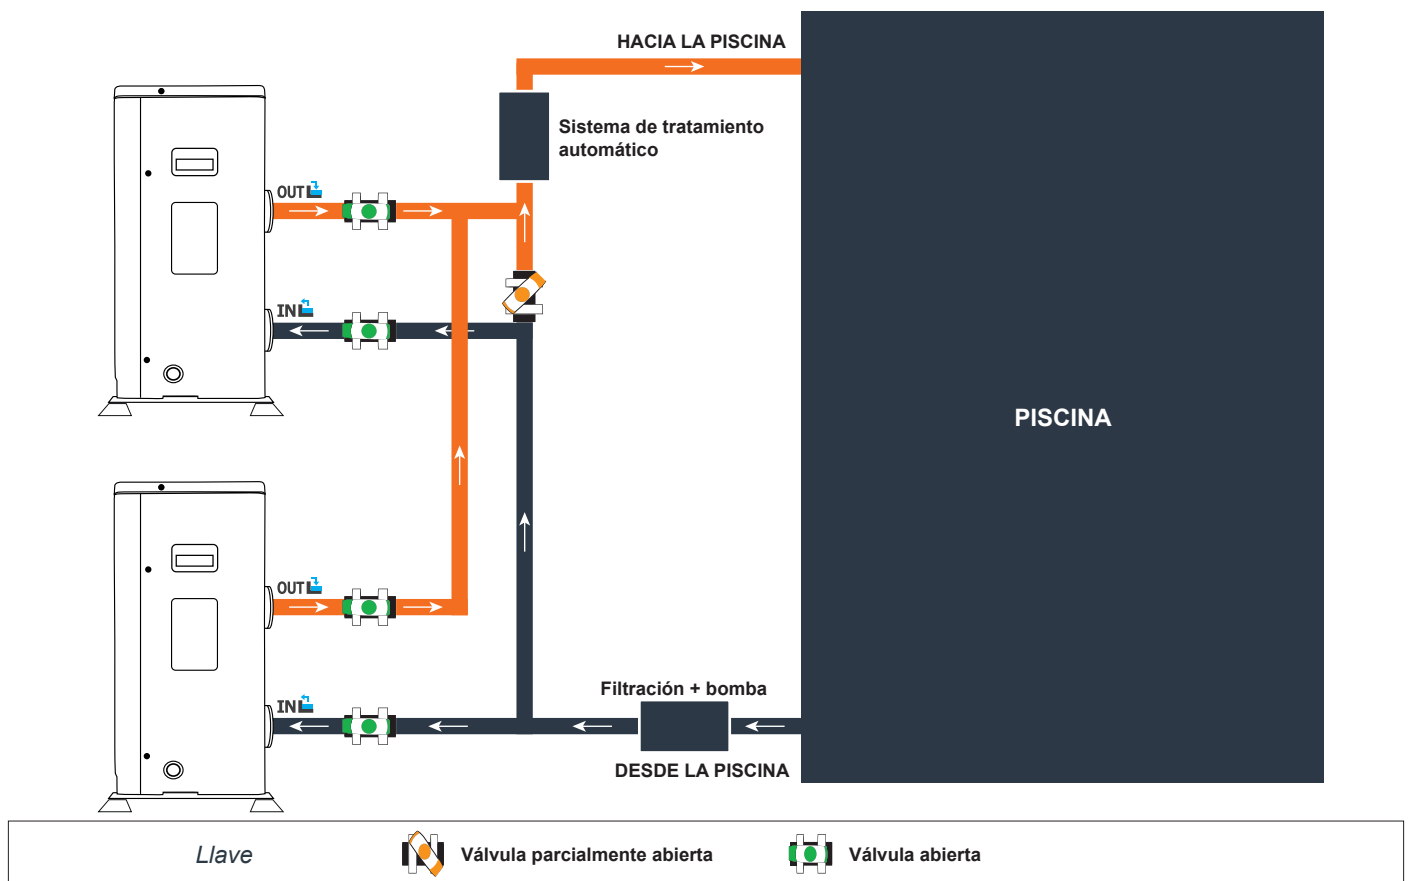 HACIA LA PISCINA
Sistema de tratamiento
automático
OUT
IN
PISCINA
OUT
IN
Filtración + bomba
DESDE LA PISCINA
Llave
Válvula parcialmente abierta
Válvula abierta